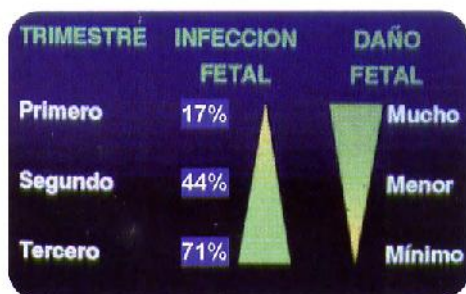 TRIMESTRE INFECCION DAÑO
FETAL FETAL
Primero 17% Mucho
Segundo 44% Menor
Tercero 71% Mínimo